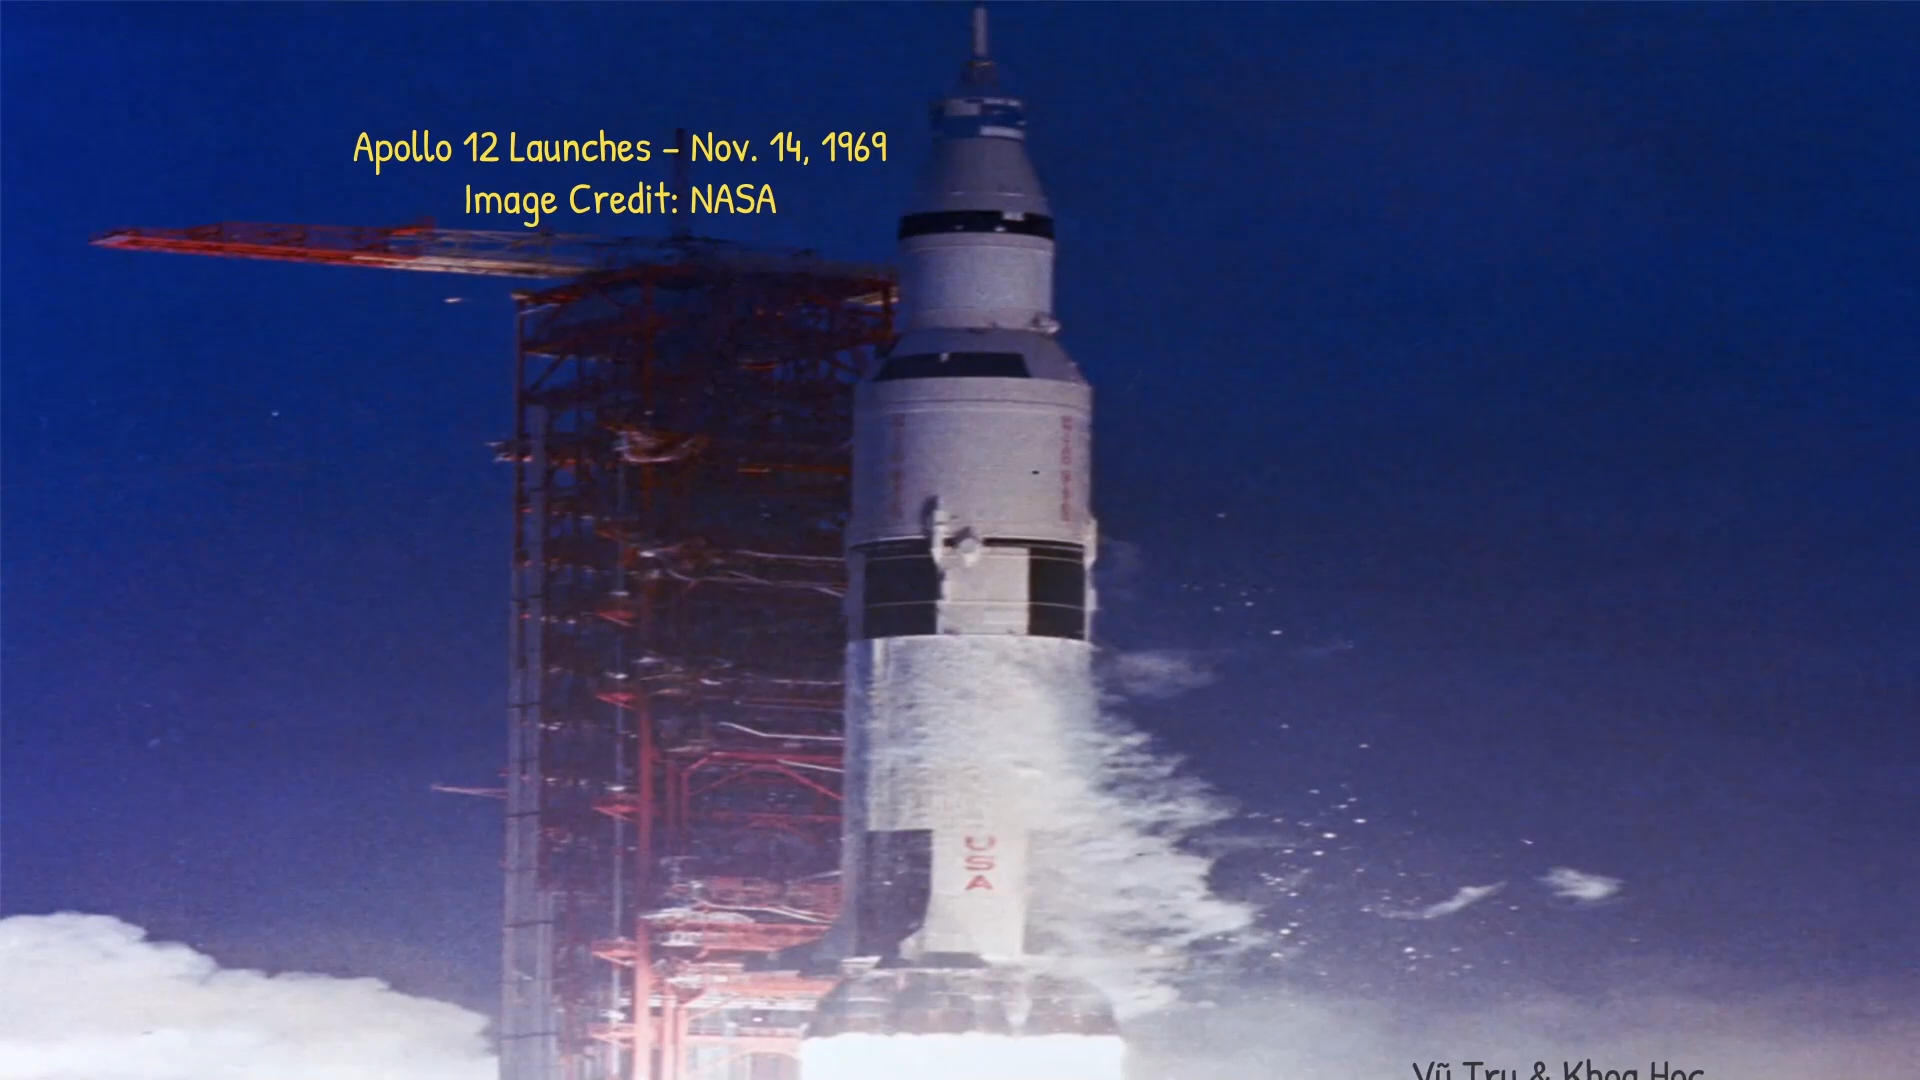 Apollo 12 Launches – Nov. 14, 1969
Image Credit: NASA
USA
Vũ Trụ & Khoa Học